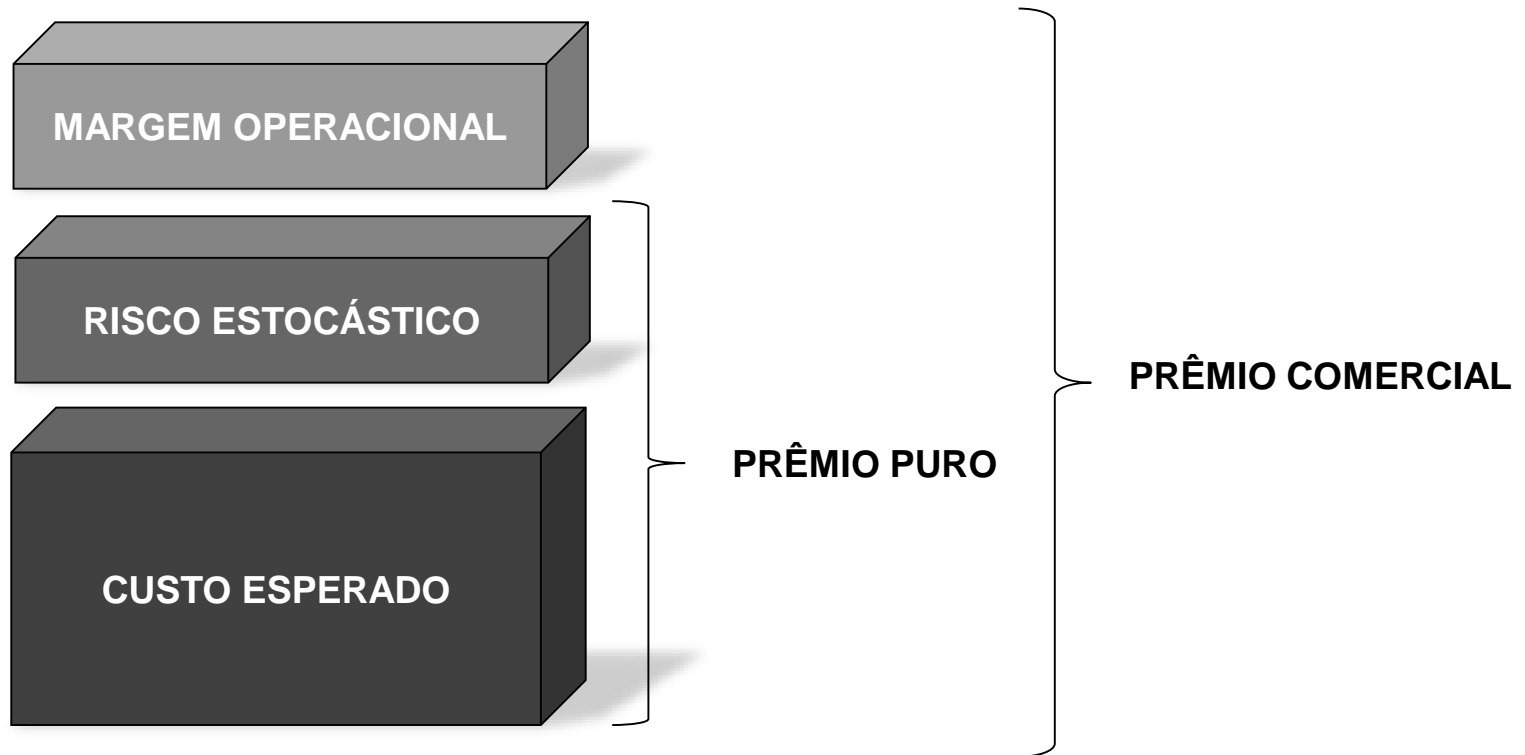 MARGEM OPERACIONAL
RISCO ESTOCÁSTICO
PRÊMIO COMERCIAL
PRÊMIO PURO
CUSTO ESPERADO